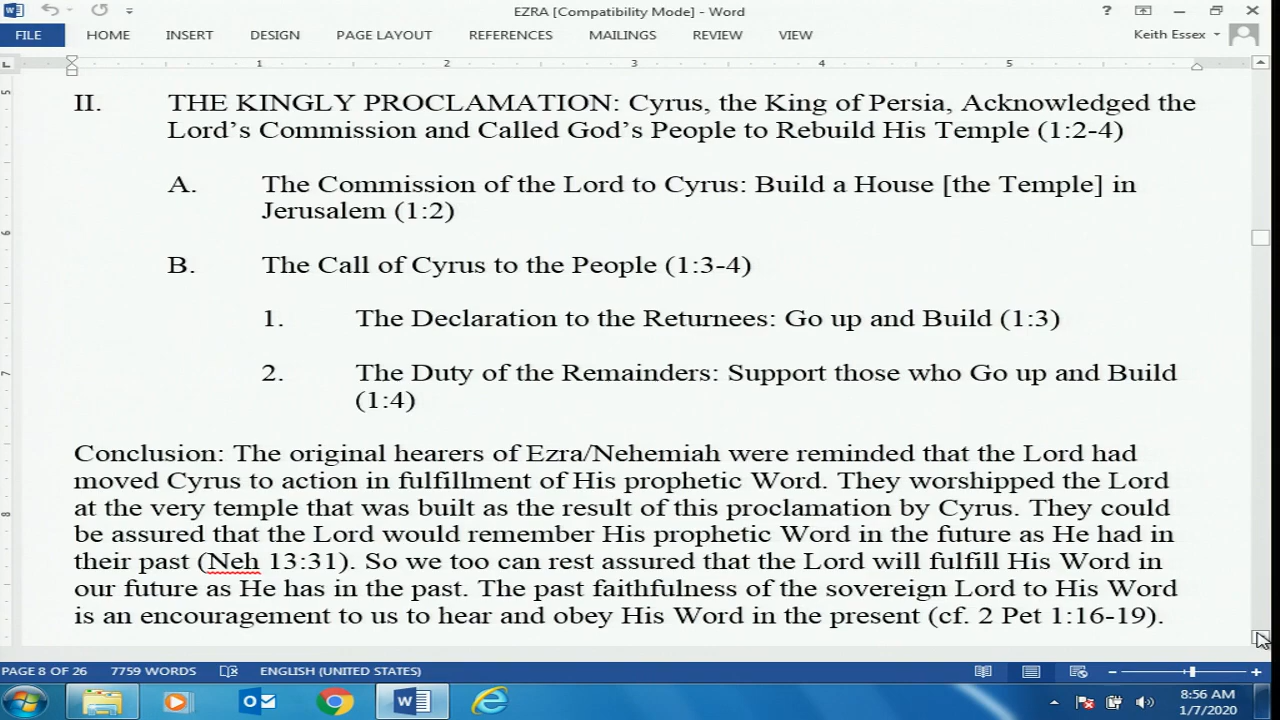 EZRA [Compatibility Mode] - Word
?
FILE HOME INSERT DESIGN PAGE LAYOUT REFERENCES MAILINGS REVIEW VIEW Keith Essex
1 2 3 4 5
5
II. THE KINGLY PROCLAMATION: Cyrus, the King of Persia, Acknowledged the
Lord's Commission and Called God's People to Rebuild His Temple (1:2-4)
A. The Commission of the Lord to Cyrus: Build a House [the Temple] in
Jerusalem (1:2)
6
B. The Call of Cyrus to the People (1:3-4)
1. The Declaration to the Returnees: Go up and Build (1:3)
7
2. The Duty of the Remainders: Support those who Go up and Build
(1:4)
Conclusion: The original hearers of Ezra/Nehemiah were reminded that the Lord had
moved Cyrus to action in fulfillment of His prophetic Word. They worshipped the Lord
at the very temple that was built as the result of this proclamation by Cyrus. They could
8
be assured that the Lord would remember His prophetic Word in the future as He had in
their past (Neh 13:31). So we too can rest assured that the Lord will fulfill His Word in
our future as He has in the past. The past faithfulness of the sovereign Lord to His Word
is an encouragement to us to hear and obey His Word in the present (cf. 2 Pet 1:16-19).
PAGE 8 OF 26 7759 WORDS ENGLISH (UNITED STATES)
8:56 AM
1/7/2020